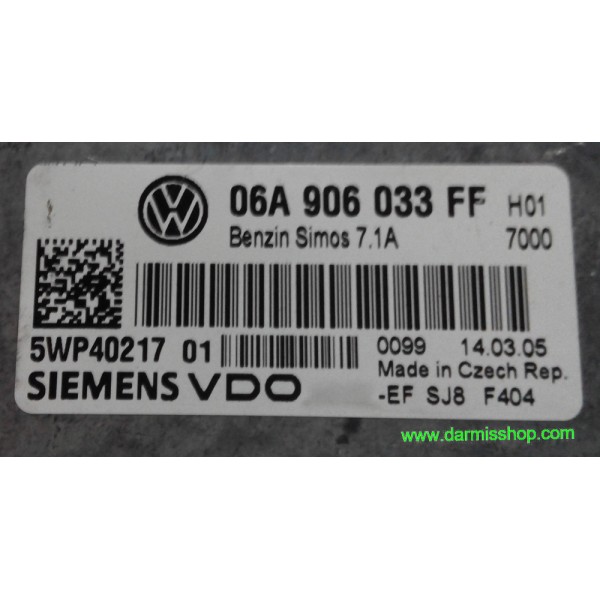 06A 906 033 FF H01
Benzin Simos 7.1A 7000
5WP40217 01 0099 14.03.05
SIEMENS VDO Made in Czech Rep.
-EF SJ8 F404
www.darmisshop.com